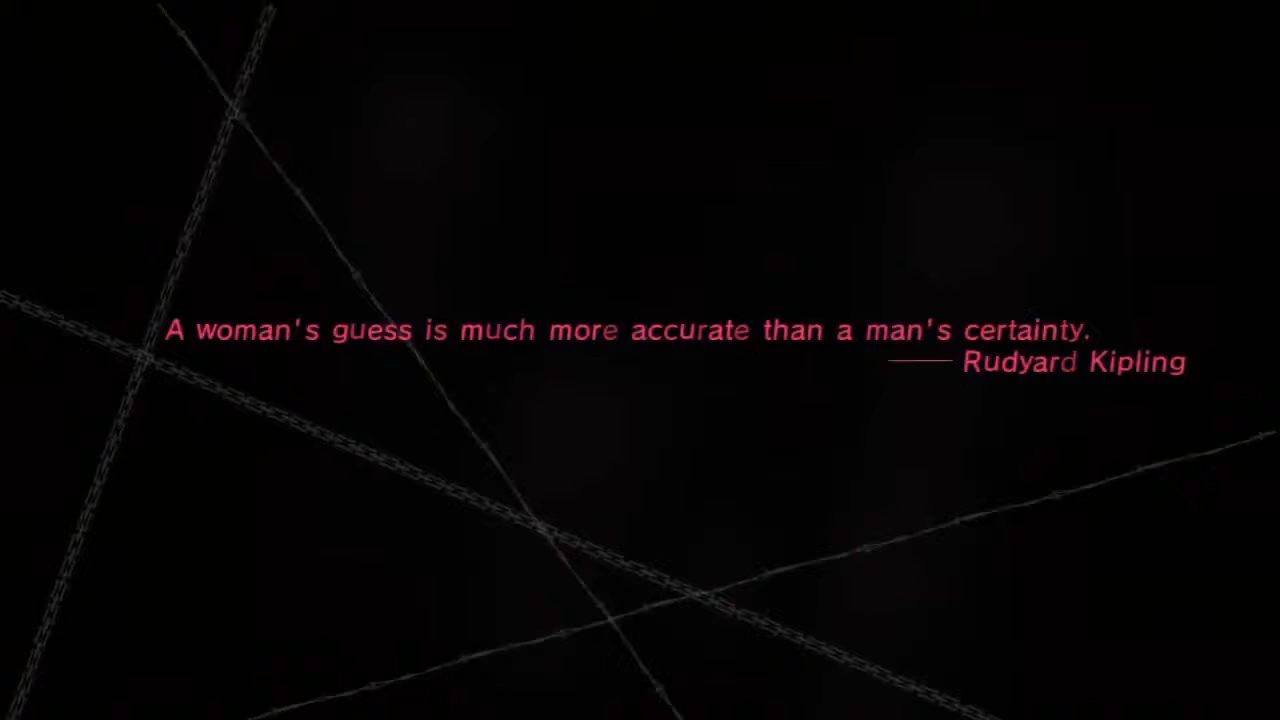 A woman's guess is much more accurate than a man's certainty.
—— Rudyard Kipling